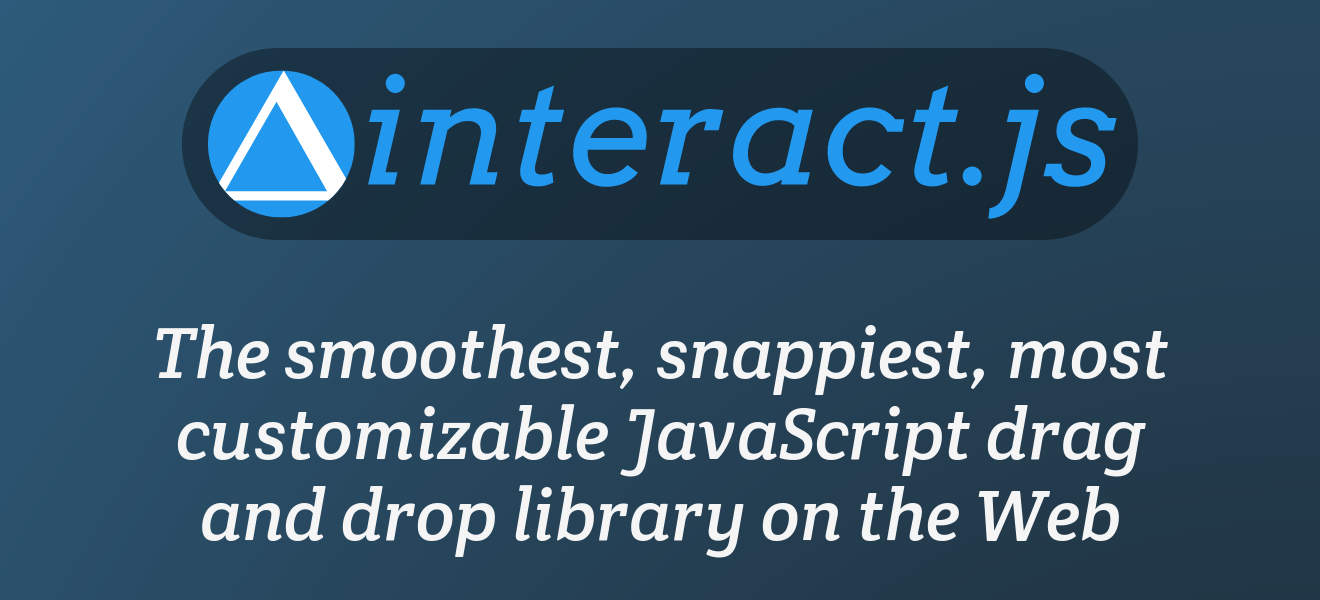 interact.js
The smoothest, snappiest, most
customizable JavaScript drag
and drop library on the Web